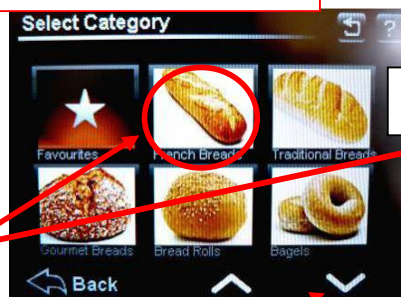 Select Category
?
Favourites French Breads Traditional Breads
Gourmet Breads Bread Rolls Bagels
Back